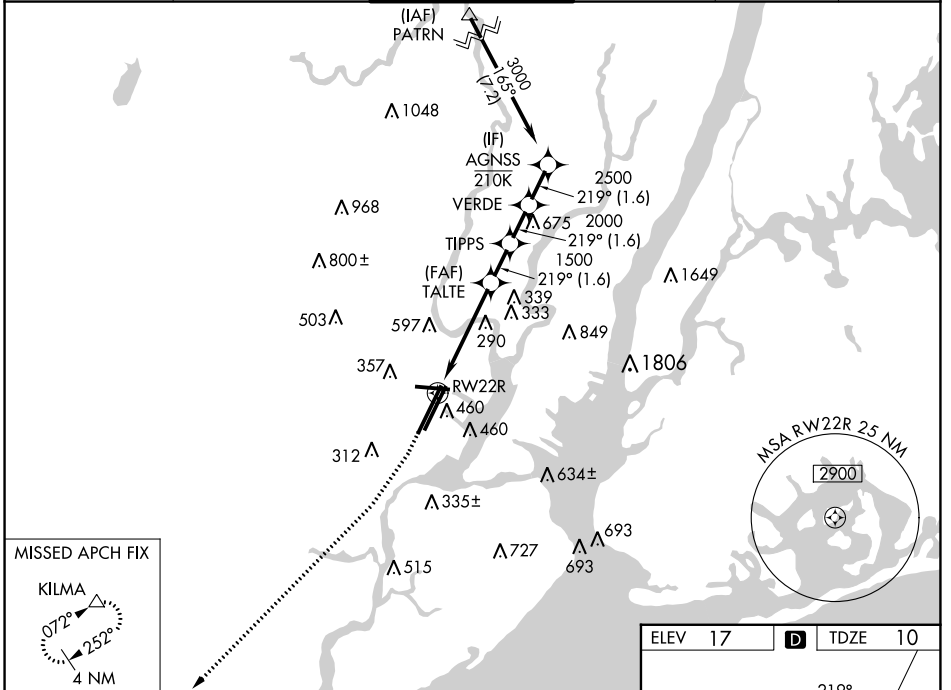 (IAF)
PATRN
3000
165°
(7.2)
1048
(IF)
AGNSS
210K
2500
219° (1.6)
968
VERDE
675
2000
219° (1.6)
TIPPS
800±
1500
219° (1.6)
(FAF)
TALTE
1649
339
333
503
597
290
849
357
1806
RW22R
460
460
312
MSA RW22R 25 NM
2900
634±
335±
693
727
693
515
MISSED APCH FIX
KILMA
072°
252°
4 NM
ELEV 17 D TDZE 10
219°